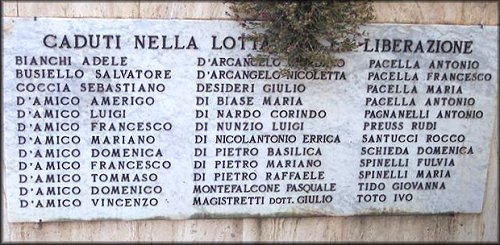 CADUTI NELLA LOTTA LIBERAZIONE
BIANCHI ADELE
BUSIELLO SALVATORE
COCCIA SEBASTIANO
D'AMICO AMERIGO
D'AMICO LUIGI
D'AMICO FRANCESCO
D'AMICO MARIANO
D'AMICO DOMENICA
D'AMICO FRANCESCO
D'AMICO TOMMASO
D'AMICO DOMENICO
D'AMICO VINCENZO
D'ARCANGELO
D'ARCANGELO NICOLETTA
DESIDERI GIULIO
DI BIASE MARIA
DI NARDO CORINDO
DI NUNZIO LUIGI
DI NICOLANTONIO ERRICA
DI PIETRO BASILICA
DI PIETRO MARIANO
DI PIETRO RAFFAELE
MONTEFALCONE PASQUALE
MAGISTRETTI DOTT. GIULIO
PACELLA ANTONIO
PACELLA FRANCESCO
PACELLA MARIA
PACELLA ANTONIO
PAGNANELLI ANTONIO
PREUSS RUDI
SANTUCCI ROCCO
SCHIEDA DOMENICA
SPINELLI FULVIA
SPINELLI MARIA
TIDO GIOVANNA
TOTO IVO